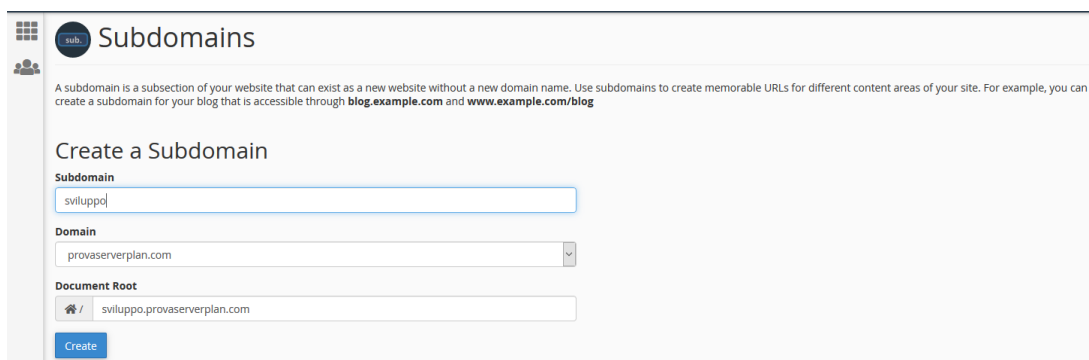 sub.
Subdomains
A subdomain is a subsection of your website that can exist as a new website without a new domain name. Use subdomains to create memorable URLs for different content areas of your site. For example, you can
create a subdomain for your blog that is accessible through blog.example.com and www.example.com/blog
Create a Subdomain
Subdomain
sviluppo
Domain
provaserverplan.com
Document Root
/ sviluppo.provaserverplan.com
Create